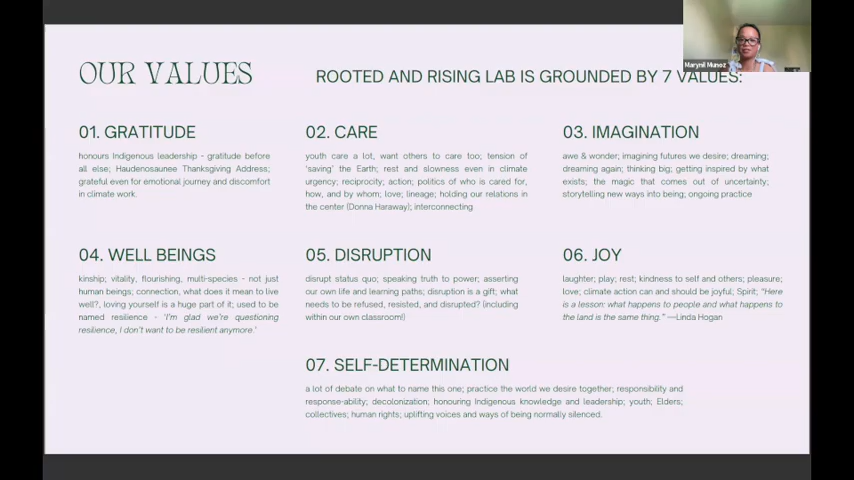 Marynil Munoz
OUR VALUES
ROOTED AND RISING LAB IS GROUNDED BY 7 VALUES:
01. GRATITUDE
honours Indigenous leadership - gratitude before
all else; Haudenosaunee Thanksgiving Address;
grateful even for emotional journey and discomfort
in climate work.
02. CARE
youth care a lot, want others to care too; tension of
'saving' the Earth; rest and slowness even in climate
urgency; reciprocity; action; politics of who is cared for,
how, and by whom; love; lineage; holding our relations in
the center (Donna Haraway); interconnecting
03. IMAGINATION
awe & wonder; imagining futures we desire; dreaming;
dreaming again; thinking big; getting inspired by what
exists; the magic that comes out of uncertainty;
storytelling new ways into being; ongoing practice
04. WELL BEINGS
kinship; vitality, flourishing, multi-species - not just
human beings; connection, what does it mean to live
well?, loving yourself is a huge part of it; used to be
named resilience - 'I'm glad we're questioning
resilience, I don't want to be resilient anymore.'
05. DISRUPTION
disrupt status quo; speaking truth to power; asserting
our own life and learning paths; disruption is a gift; what
needs to be refused, resisted, and disrupted? (including
within our own classroom!)
06. JOY
laughter; play; rest; kindness to self and others; pleasure;
love; climate action can and should be joyful; Spirit; "Here
is a lesson: what happens to people and what happens to
the land is the same thing." —Linda Hogan
07. SELF-DETERMINATION
a lot of debate on what to name this one; practice the world we desire together; responsibility and
response-ability; decolonization; honouring Indigenous knowledge and leadership; youth; Elders;
collectives; human rights; uplifting voices and ways of being normally silenced.